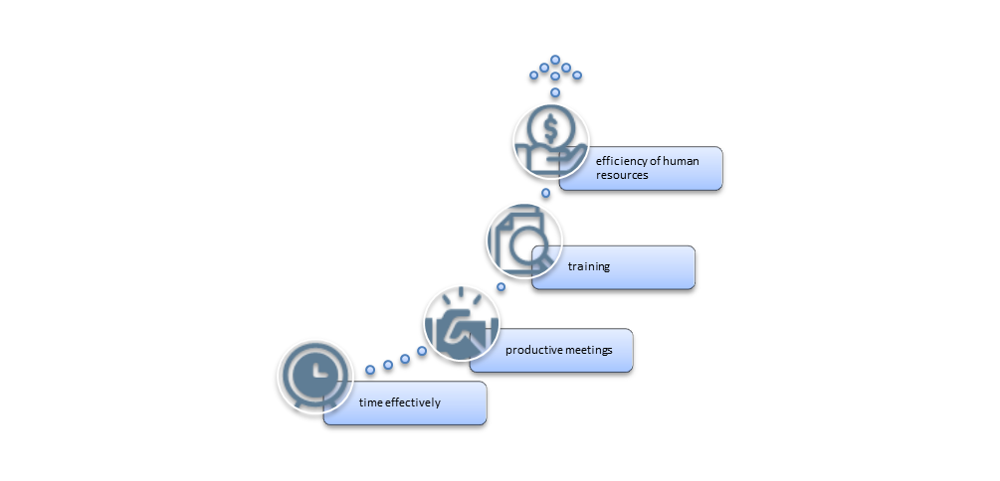 efficiency of human
resources
training
productive meetings
time effectively